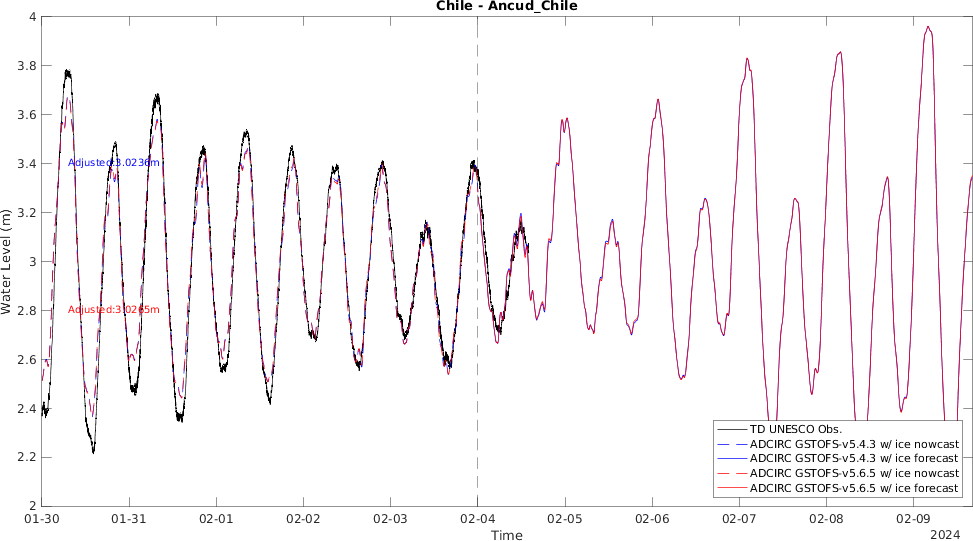 Chile - Ancud_Chile
4
3.8
3.6
3.4
3.2
3
2.8
2.6
2.4
2.2
2
Water Level (m)
Adjusted:3.0236m
Adjusted:3.0265m
TD UNESCO Obs.
ADCIRC GSTOFS-v5.4.3 w/ ice nowcast
ADCIRC GSTOFS-v5.4.3 w/ ice forecast
ADCIRC GSTOFS-v5.6.5 w/ ice nowcast
ADCIRC GSTOFS-v5.6.5 w/ ice forecast
01-30 01-31 02-01 02-02 02-03 02-04 02-05 02-06 02-07 02-08 02-09
Time
2024